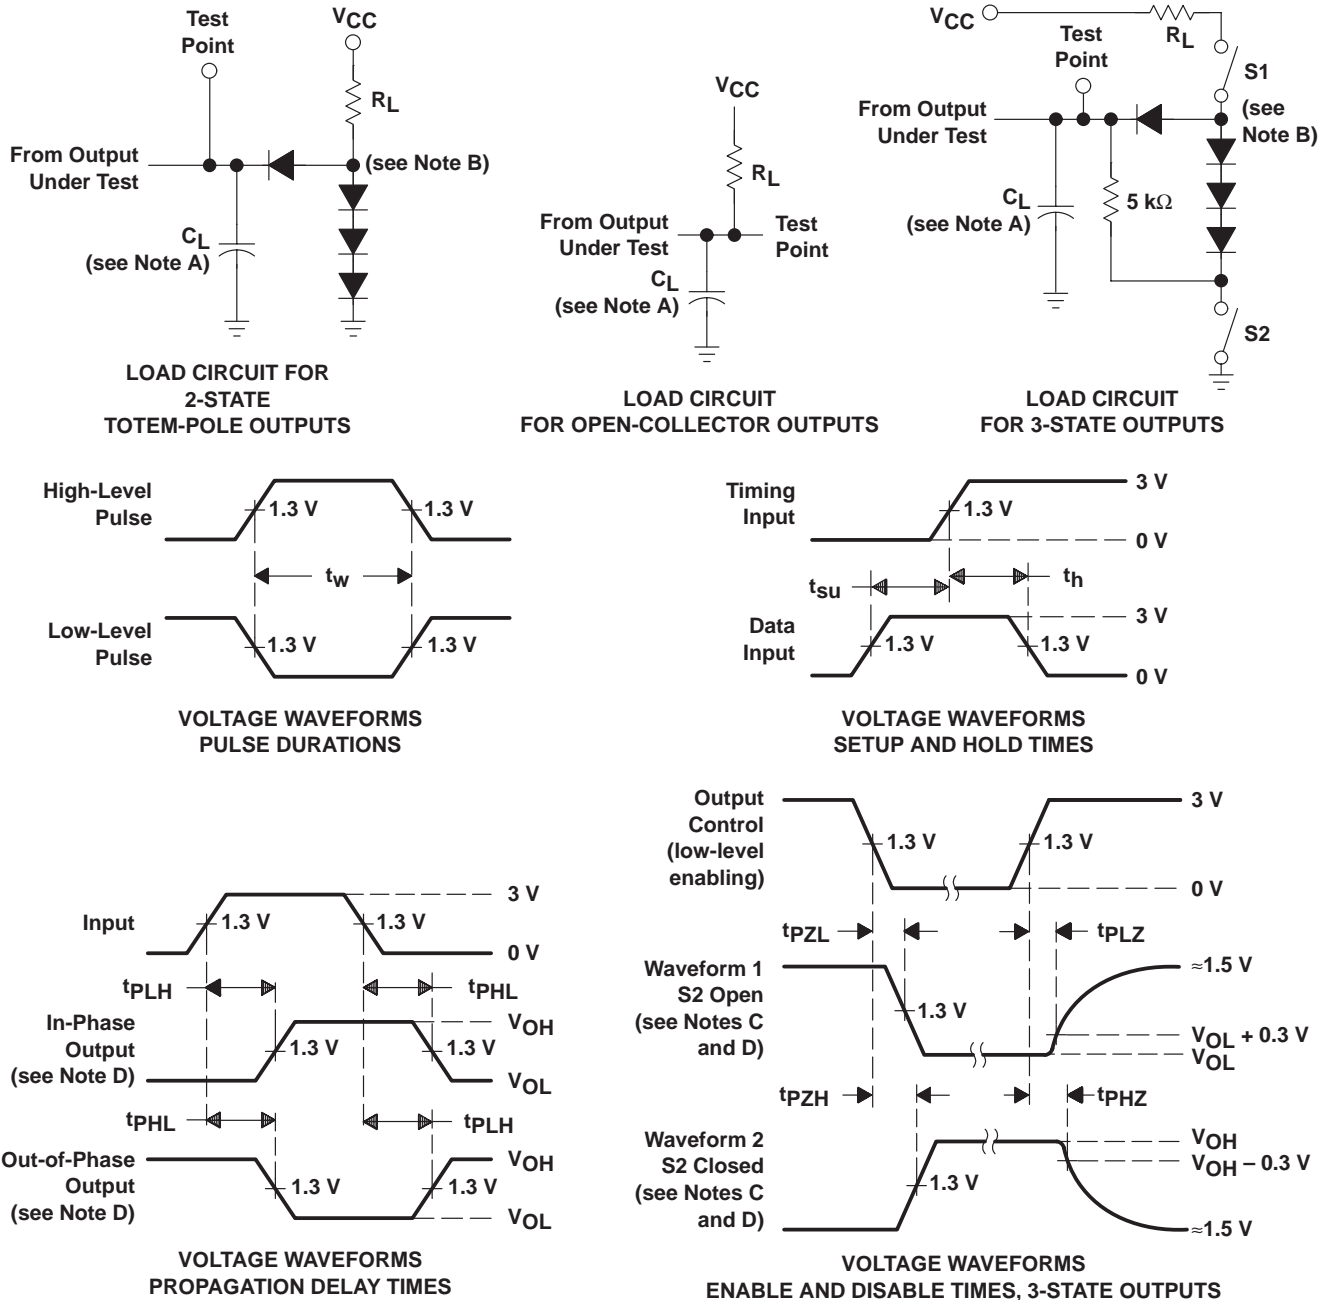 Test
Point
VCC
RL
From Output
Under Test
(see Note B)
CL
(see Note A)
LOAD CIRCUIT FOR
2-STATE
TOTEM-POLE OUTPUTS
VCC
RL
From Output
Under Test
Test
Point
CL
(see Note A)
LOAD CIRCUIT
FOR OPEN-COLLECTOR OUTPUTS
VCC
RL
Test
Point
S1
From Output
Under Test
(see
Note B)
CL
(see Note A)
5 kΩ
S2
LOAD CIRCUIT
FOR 3-STATE OUTPUTS
High-Level
Pulse
1.3 V
1.3 V
tw
Low-Level
Pulse
1.3 V
1.3 V
VOLTAGE WAVEFORMS
PULSE DURATIONS
Timing
Input
1.3 V
3 V
0 V
tsu
th
Data
Input
1.3 V
1.3 V
3 V
0 V
VOLTAGE WAVEFORMS
SETUP AND HOLD TIMES
Input
1.3 V
1.3 V
3 V
0 V
tPLH
tPHL
In-Phase
Output
(see Note D)
1.3 V
1.3 V
VOH
VOL
tPHL
tPLH
Out-of-Phase
Output
(see Note D)
1.3 V
1.3 V
VOH
VOL
VOLTAGE WAVEFORMS
PROPAGATION DELAY TIMES
Output
Control
(low-level
enabling)
1.3 V
1.3 V
3 V
0 V
tPZL
tPLZ
Waveform 1
S2 Open
(see Notes C
and D)
1.3 V
≈1.5 V
VOL + 0.3 V
VOL
tPZH
tPHZ
Waveform 2
S2 Closed
(see Notes C
and D)
1.3 V
VOH
VOH – 0.3 V
≈1.5 V
VOLTAGE WAVEFORMS
ENABLE AND DISABLE TIMES, 3-STATE OUTPUTS